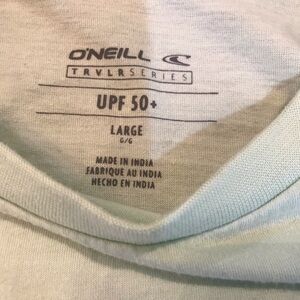 O'NEILL
TRVLRSERIES
UPF 50+
LARGE
G/G
MADE IN INDIA
FABRIQUE AU INDIA
HECHO EN INDIA